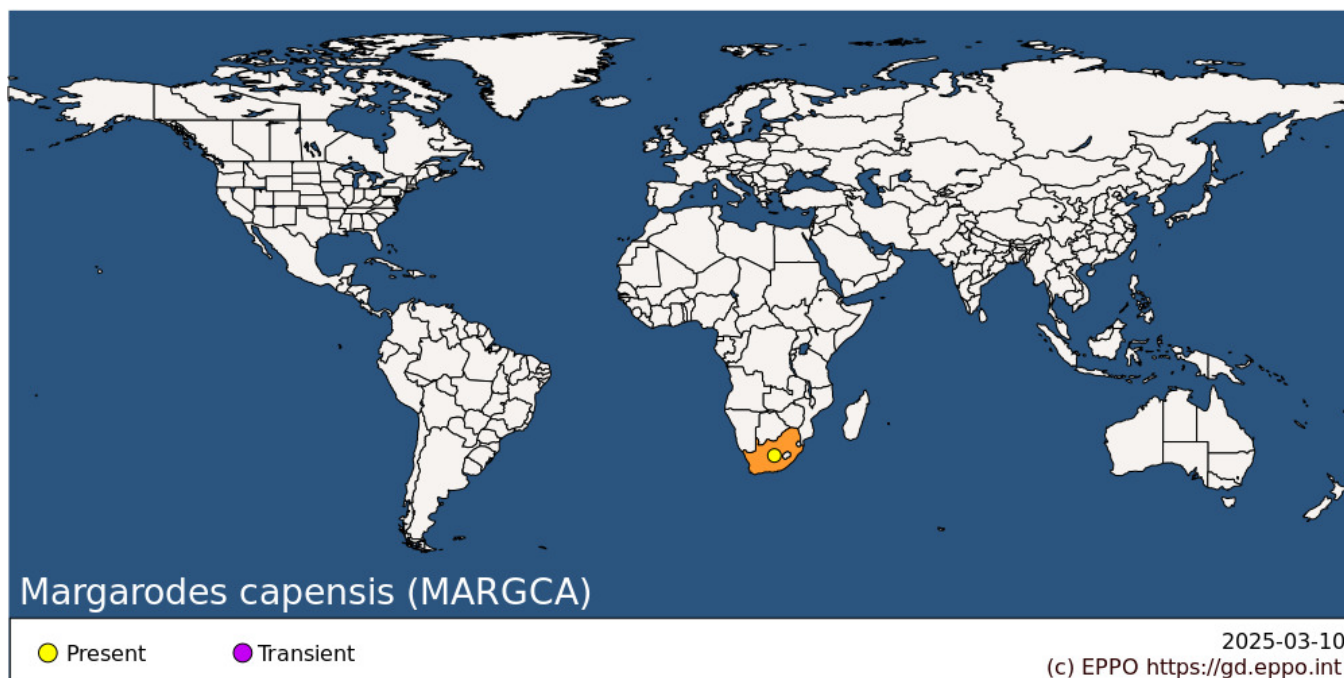 Margarodes capensis (MARGCA)
Present
Transient
2025-03-10
(c) EPPO https://gd.eppo.int